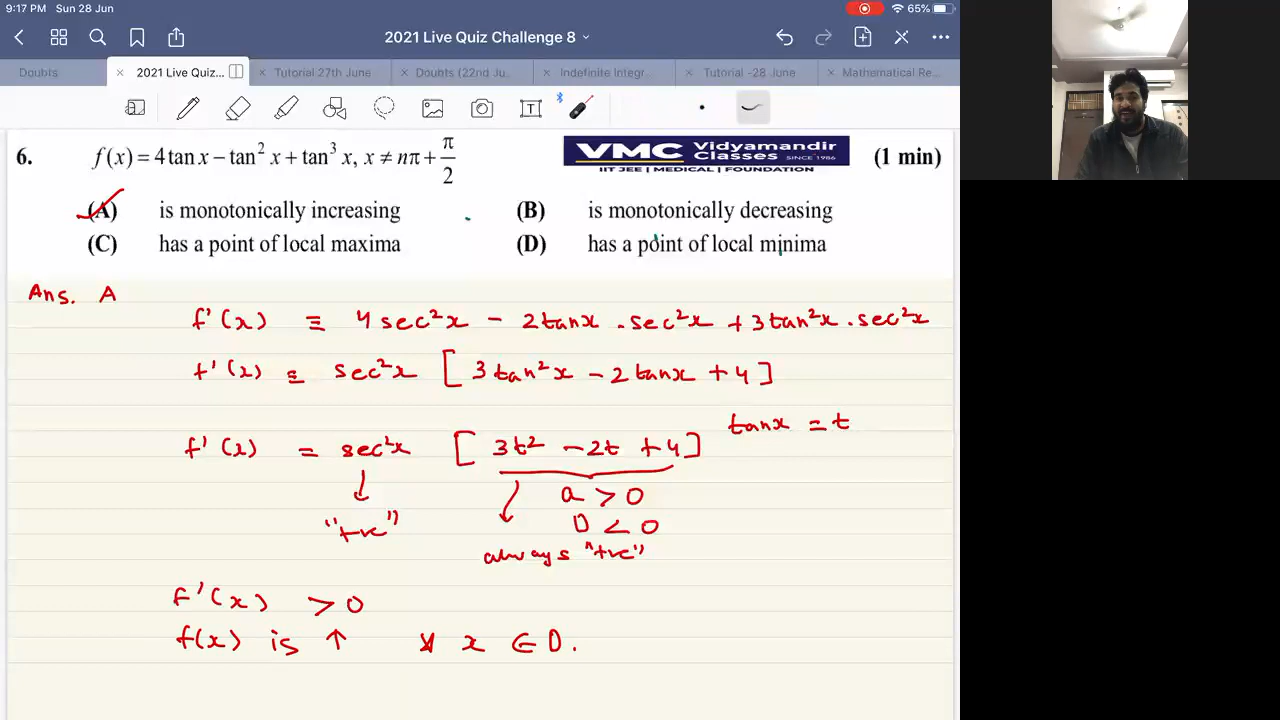 9:17 PM Sun 28 Jun 65%
2021 Live Quiz Challenge 8
Doubts × 2021 Live Quiz... × Tutorial 27th June × Doubts (22nd Ju... × Indefinite Integr... × Tutorial -28 June × Mathematical Re...
6. f(x) = 4 tan x − tan² x + tan³ x, x ≠ nπ + π/2 VMC Vidyamandir Classes SINCE 1986 IIT JEE | MEDICAL | FOUNDATION (1 min)
(A) is monotonically increasing (B) is monotonically decreasing
(C) has a point of local maxima (D) has a point of local minima
Ans. A
f'(x) ≡ 4 sec²x − 2tanx . sec²x + 3tan²x . sec²x
f'(x) ≡ sec²x [ 3tan²x − 2tanx + 4 ]
tanx = t
f'(x) = sec²x [ 3t² − 2t + 4 ]
a > 0
"+ve" D < 0
always "+ve"
f'(x) > 0
f(x) is ↑ ∀ x ∈ D.